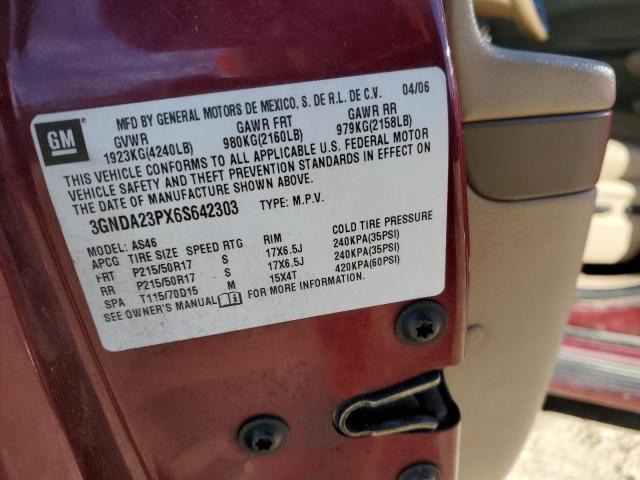 GM
MFD BY GENERAL MOTORS DE MEXICO, S. DE R.L. DE C.V. 04/06
GVWR GAWR FRT GAWR RR
1923KG(4240LB) 980KG(2160LB) 979KG(2158LB)
THIS VEHICLE CONFORMS TO ALL APPLICABLE U.S. FEDERAL MOTOR
VEHICLE SAFETY AND THEFT PREVENTION STANDARDS IN EFFECT ON
THE DATE OF MANUFACTURE SHOWN ABOVE.
3GNDA23PX6S642303 TYPE: M.P.V.
MODEL: AS46
APCG TIRE SIZE SPEED RTG RIM COLD TIRE PRESSURE
FRT P215/50R17 S 17X6.5J 240KPA(35PSI)
RR P215/50R17 S 17X6.5J 240KPA(35PSI)
SPA T115/70D15 M 15X4T 420KPA(60PSI)
SEE OWNER'S MANUAL FOR MORE INFORMATION.